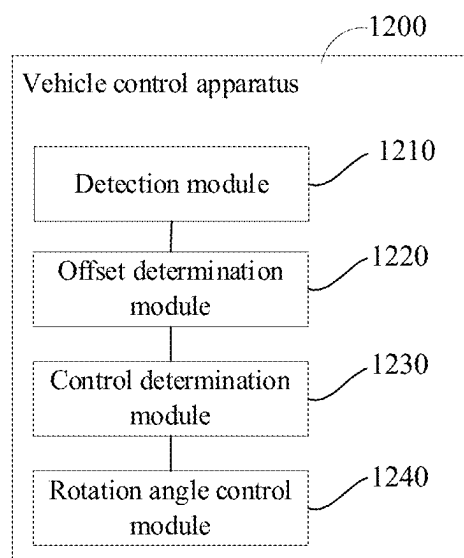 1200
Vehicle control apparatus
1210
Detection module
1220
Offset determination
module
1230
Control determination
module
1240
Rotation angle control
module